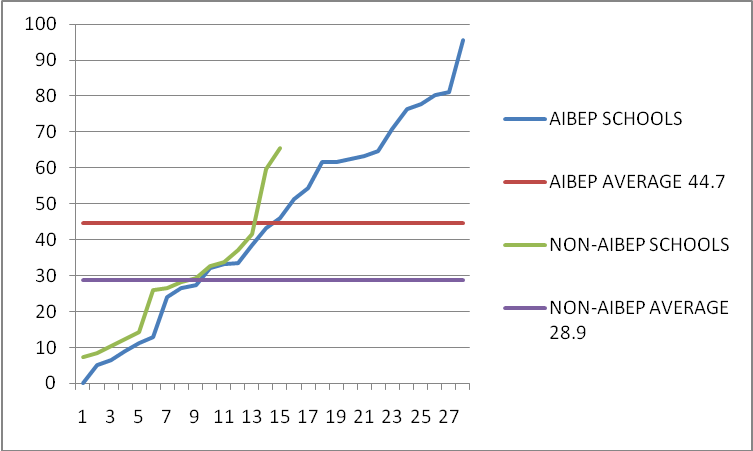 100
90
80
70
60
50
40
30
20
10
0
1 3 5 7 9 11 13 15 17 19 21 23 25 27
AIBEP SCHOOLS
AIBEP AVERAGE 44.7
NON-AIBEP SCHOOLS
NON-AIBEP AVERAGE
28.9